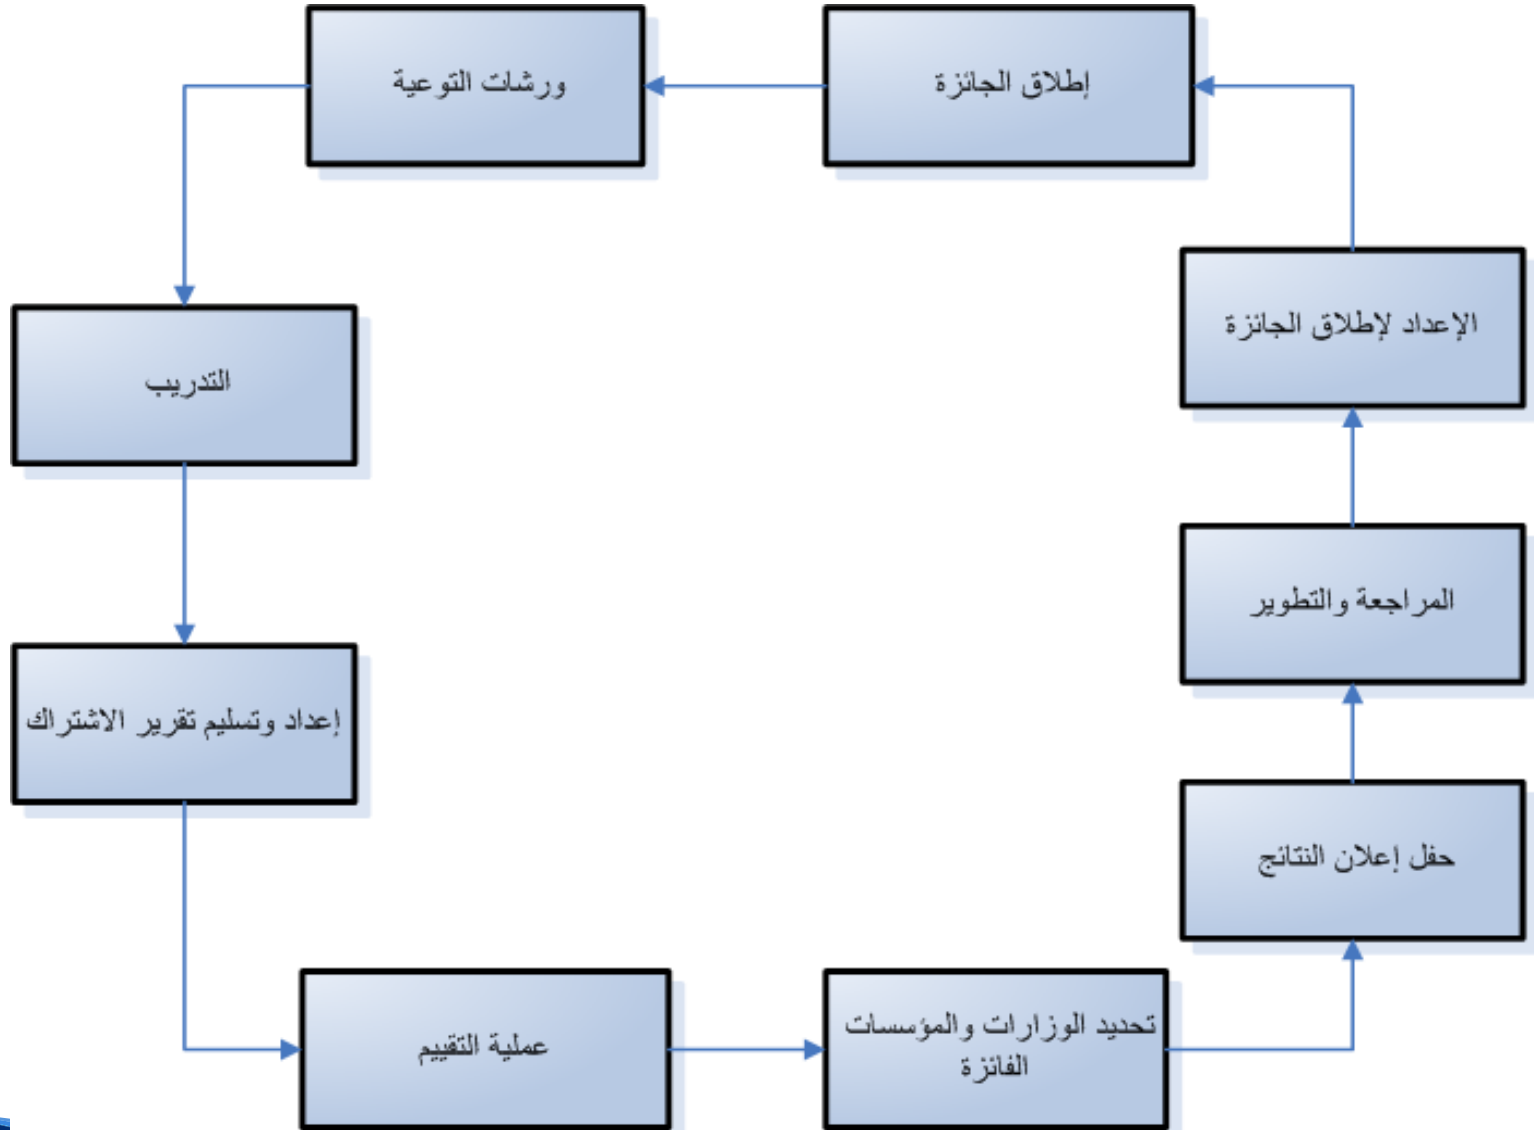 إطلاق الجائزة
ورشات التوعية
الإعداد لإطلاق الجائزة
التدريب
المراجعة والتطوير
إعداد وتسليم تقرير الاشتراك
حفل إعلان النتائج
تحديد الوزارات والمؤسسات
الفائزة
عملية التقييم